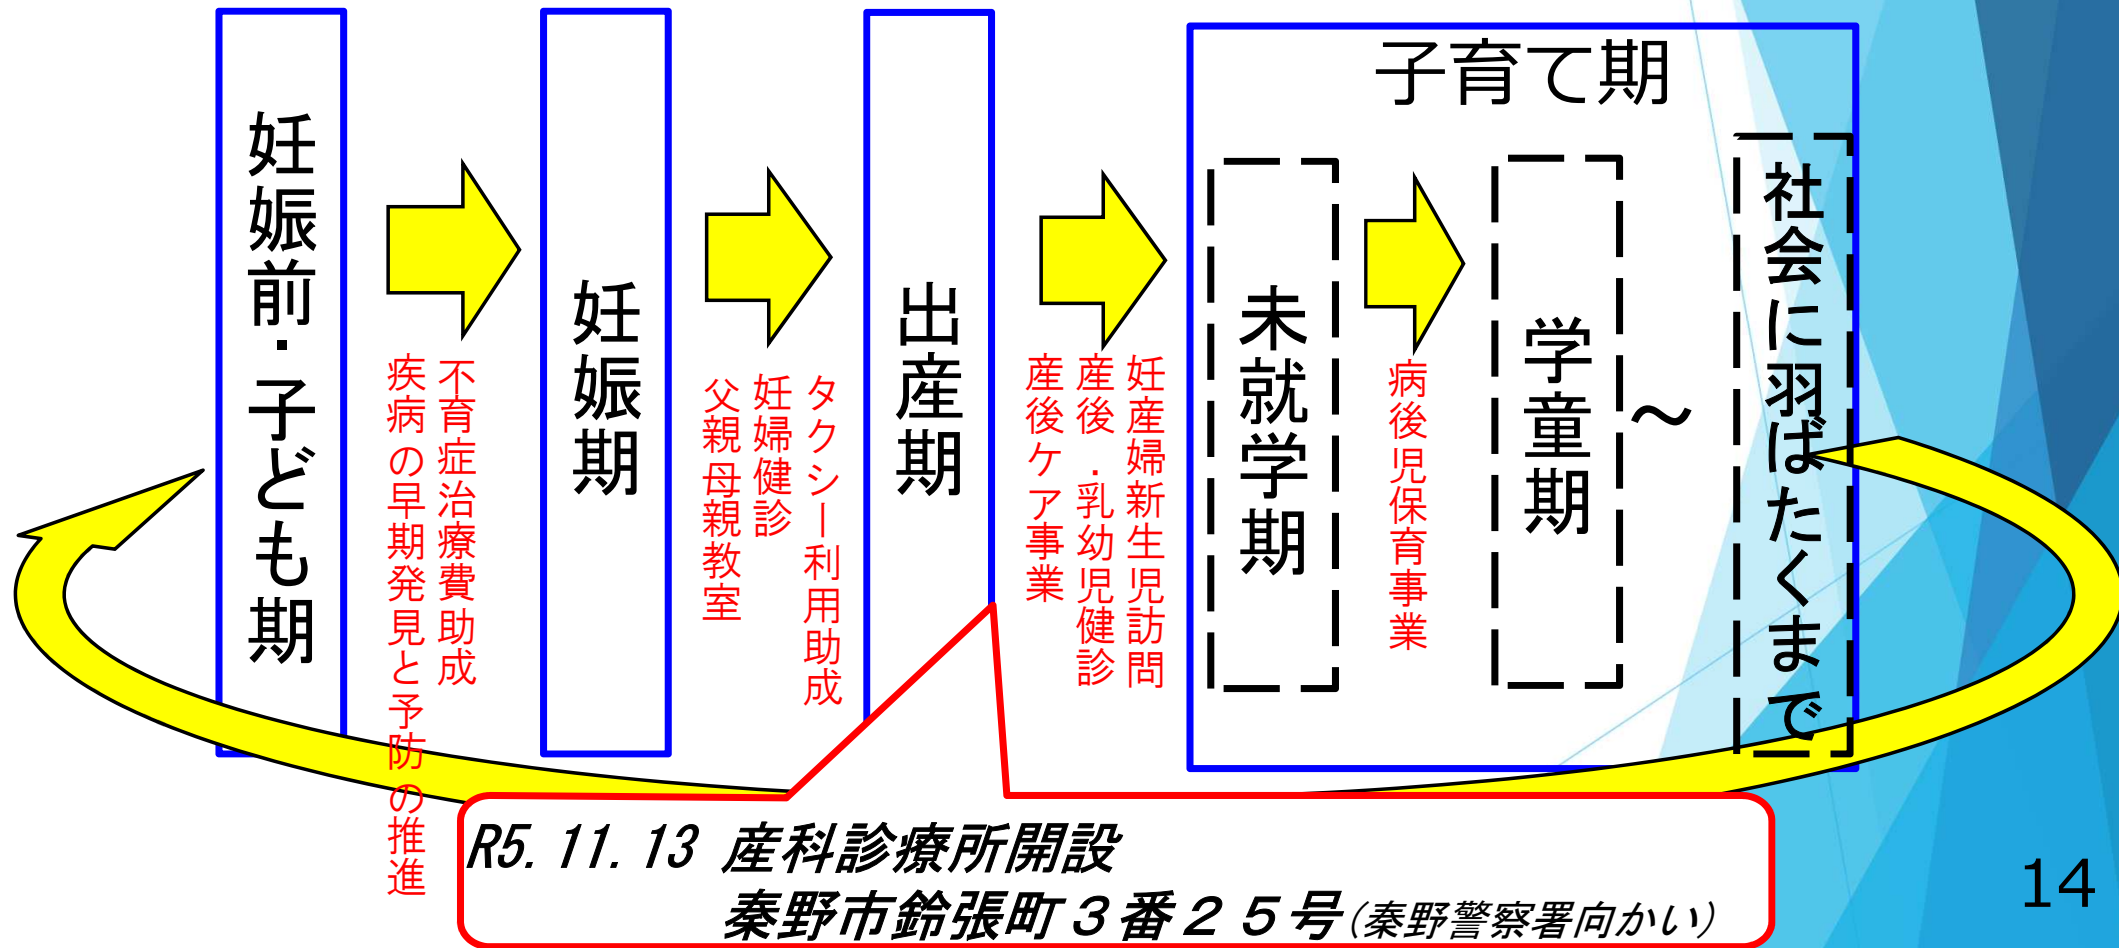 妊娠前・子ども期
不育症治療費助成
疾病の早期発見と予防の推進
妊娠期
タクシー利用助成
妊婦健診
父親母親教室
出産期
妊産婦新生児訪問
産後・乳幼児健診
産後ケア事業
子育て期
未就学期
病後児保育事業
学童期
～
社会に羽ばたくまで
R5.11.13 産科診療所開設
秦野市鈴張町３番２５号(秦野警察署向かい)
14